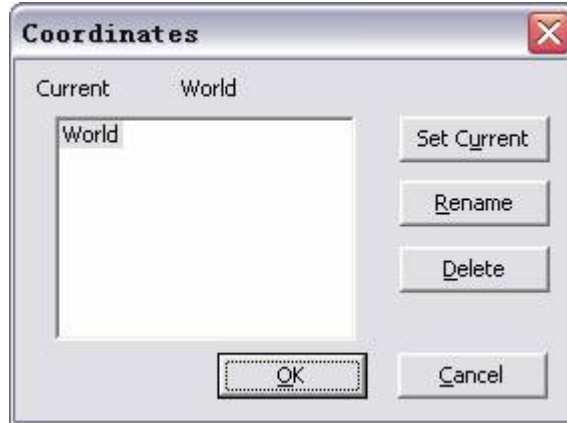 Coordinates
Current World
World
Set Current
Rename
Delete
OK
Cancel